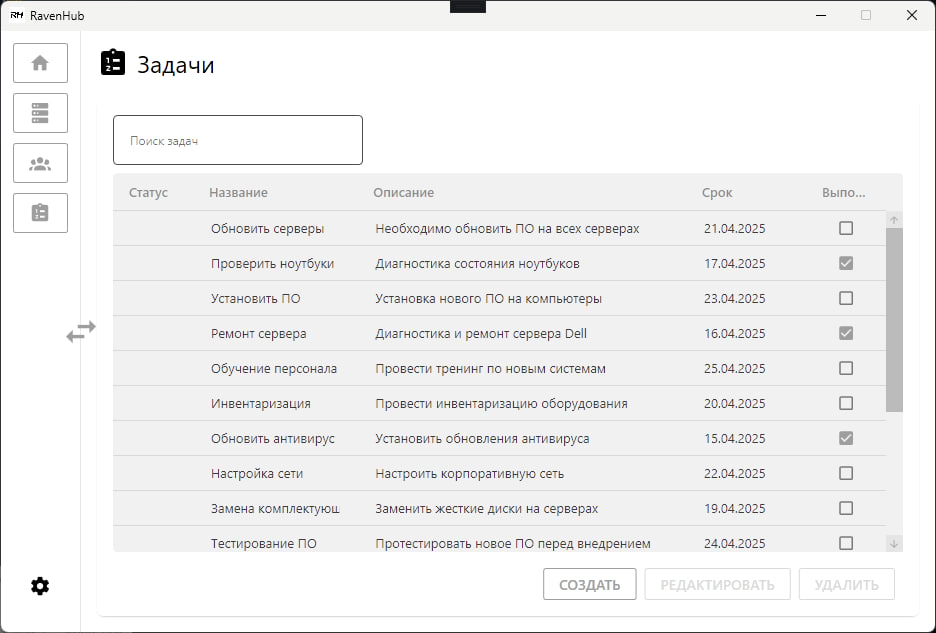 RH RavenHub
Задачи
Поиск задач
Статус Название Описание Срок Выпо...
Обновить серверы Необходимо обновить ПО на всех серверах 21.04.2025
Проверить ноутбуки Диагностика состояния ноутбуков 17.04.2025
Установить ПО Установка нового ПО на компьютеры 23.04.2025
Ремонт сервера Диагностика и ремонт сервера Dell 16.04.2025
Обучение персонала Провести тренинг по новым системам 25.04.2025
Инвентаризация Провести инвентаризацию оборудования 20.04.2025
Обновить антивирус Установить обновления антивируса 15.04.2025
Настройка сети Настроить корпоративную сеть 22.04.2025
Замена комплектующ Заменить жесткие диски на серверах 19.04.2025
Тестирование ПО Протестировать новое ПО перед внедрением 24.04.2025
СОЗДАТЬ РЕДАКТИРОВАТЬ УДАЛИТЬ